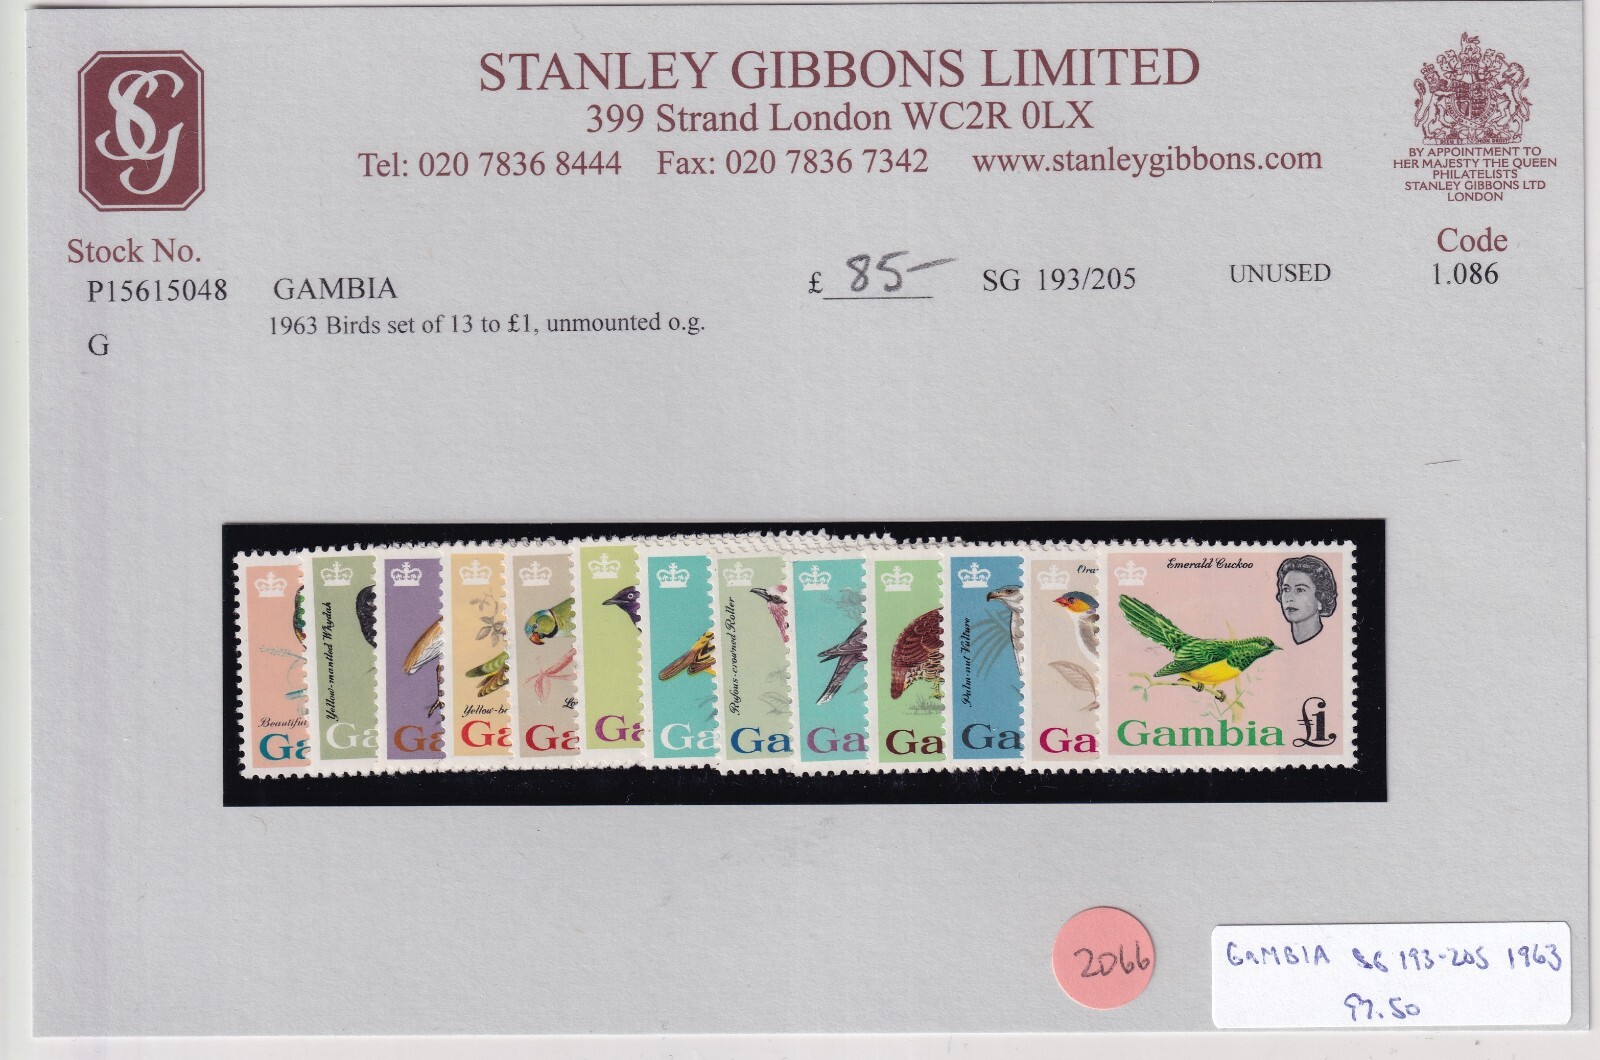 SG
STANLEY GIBBONS LIMITED
399 Strand London WC2R 0LX
Tel: 020 7836 8444 Fax: 020 7836 7342 www.stanleygibbons.com
BY APPOINTMENT TO
HER MAJESTY THE QUEEN
PHILATELISTS
STANLEY GIBBONS LTD
LONDON
Stock No.
Code
P15615048 GAMBIA £ 85- SG 193/205 UNUSED 1.086
1963 Birds set of 13 to £1, unmounted o.g.
G
Beautiful
Ga
Yellow-mantled Whydah
Ga
Ga
Yellow-b
Ga
Ga
Ga
Ga
Rufous-crowned Roller
Ga
Ga
Ga
Palm-nut Vulture
Ga
Ora
Ga
Emerald Cuckoo
Gambia £1
2066
GAMBIA SG 193-205 1963
97.50